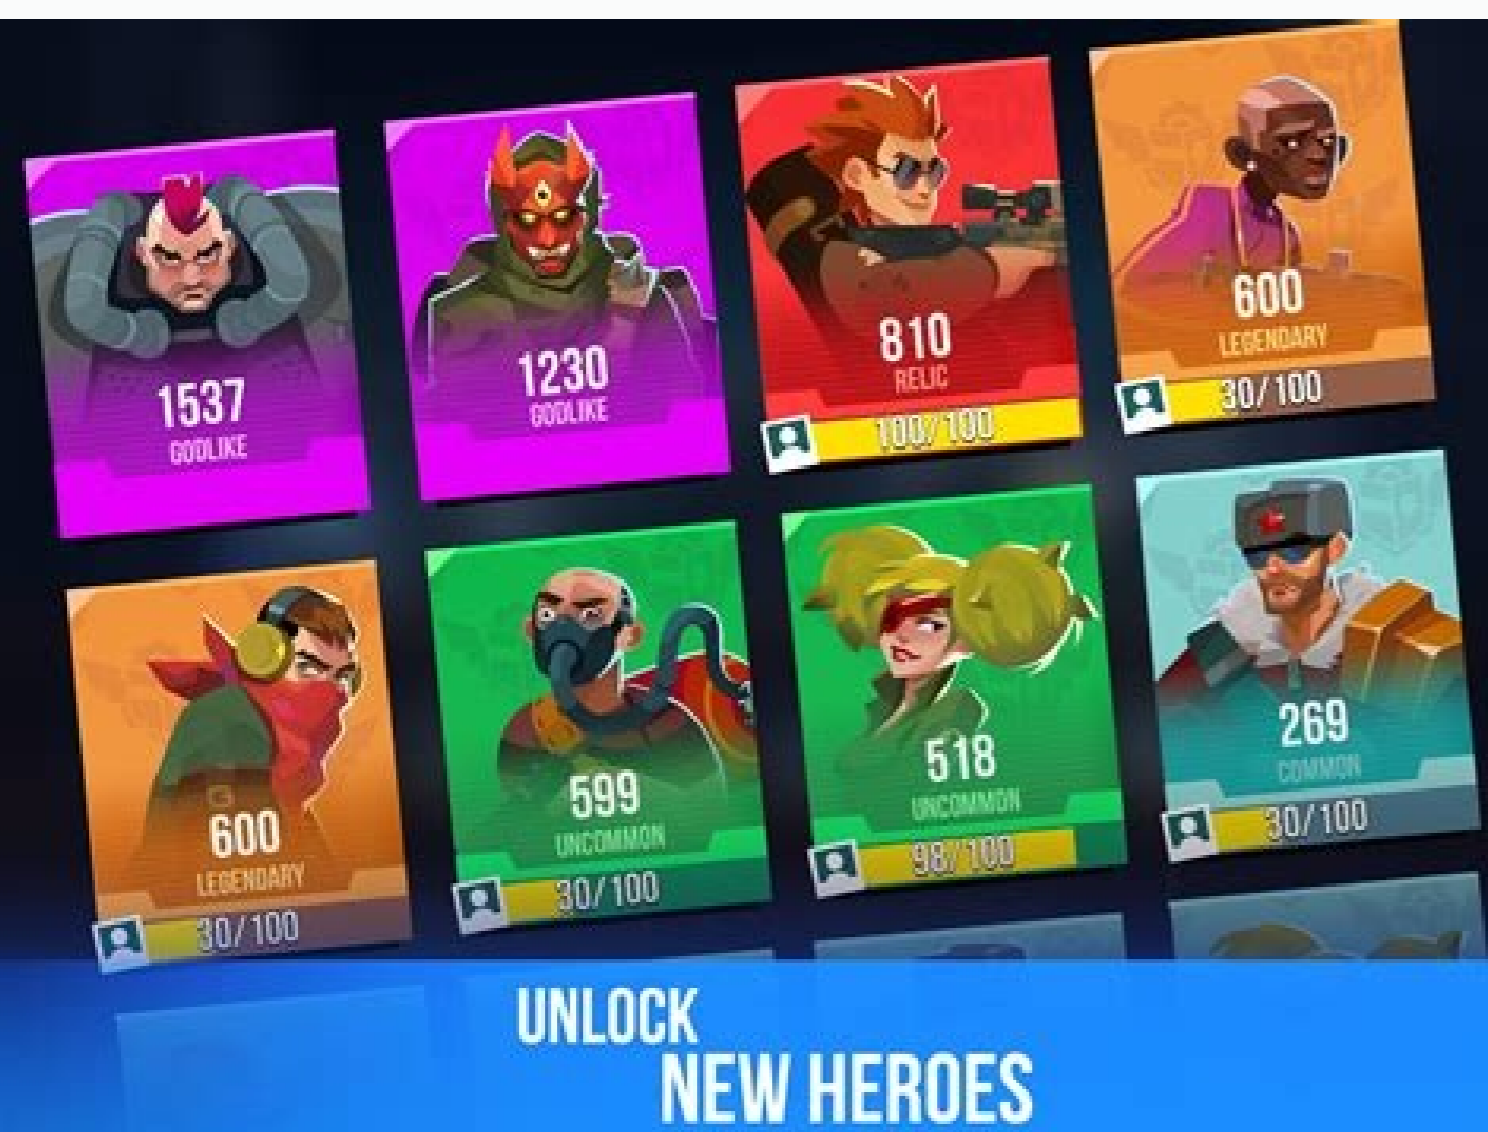 1537
GODLIKE
1230
GODLIKE
810
RELIC
100/100
600
LEGENDARY
30/100
600
LEGENDARY
30/100
599
UNCOMMON
30/100
518
UNCOMMON
98/100
269
COMMON
30/100
UNLOCK
NEW HEROES